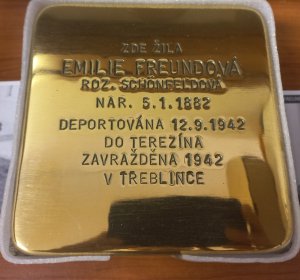 ZDE ŽILA
EMILIE FREUNDOVÁ
ROZ. SCHÖNFELDOVÁ
NAR. 5.1.1882
DEPORTOVÁNA 12.9.1942
DO TEREZÍNA
ZAVRAŽDĚNA 1942
V TREBLINCE